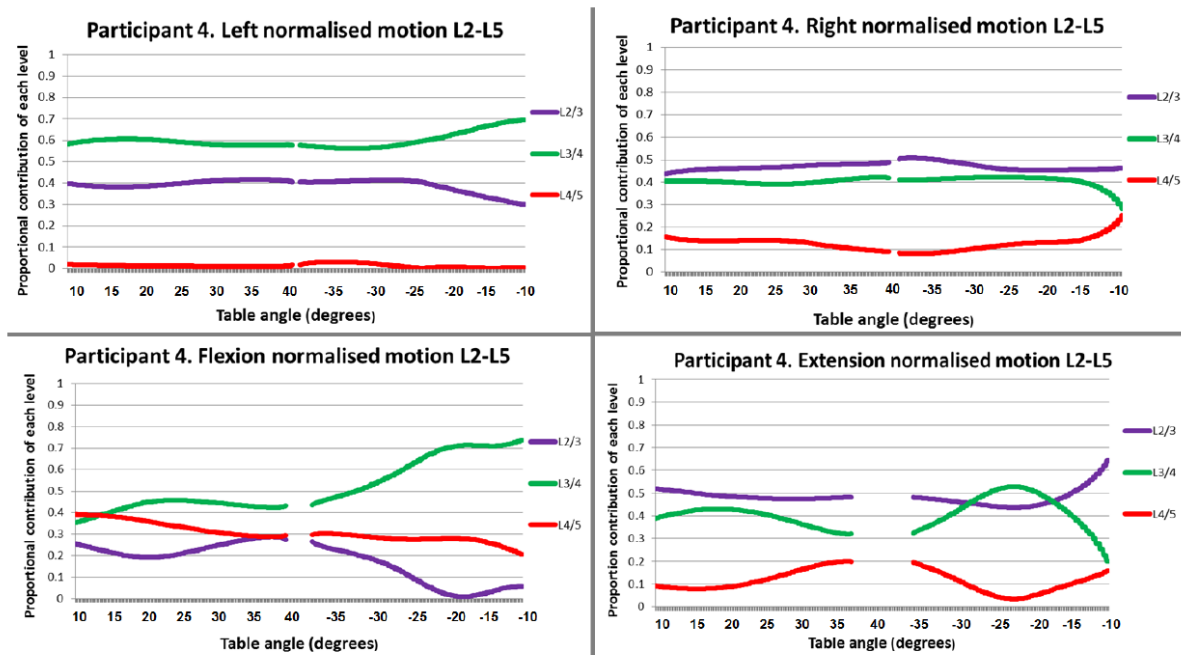 Participant 4. Left normalised motion L2-L5
Proportional contribution of each level
1
0.9
0.8
0.7
0.6
0.5
0.4
0.3
0.2
0.1
0
10 15 20 25 30 35 40 -35 -30 -25 -20 -15 -10
Table angle (degrees)
L2/3
L3/4
L4/5
Participant 4. Right normalised motion L2-L5
Proportional contribution of each level
1
0.9
0.8
0.7
0.6
0.5
0.4
0.3
0.2
0.1
0
10 15 20 25 30 35 40 -35 -30 -25 -20 -15 -10
Table angle (degrees)
L2/3
L3/4
L4/5
Participant 4. Flexion normalised motion L2-L5
Proportional contribution of each level
1
0.9
0.8
0.7
0.6
0.5
0.4
0.3
0.2
0.1
0
10 15 20 25 30 35 40 -35 -30 -25 -20 -15 -10
Table angle (degrees)
L2/3
L3/4
L4/5
Participant 4. Extension normalised motion L2-L5
Proportion contribution of each level
1
0.9
0.8
0.7
0.6
0.5
0.4
0.3
0.2
0.1
0
10 15 20 25 30 35 40 -35 -30 -25 -20 -15 -10
Table angle (degrees)
L2/3
L3/4
L4/5